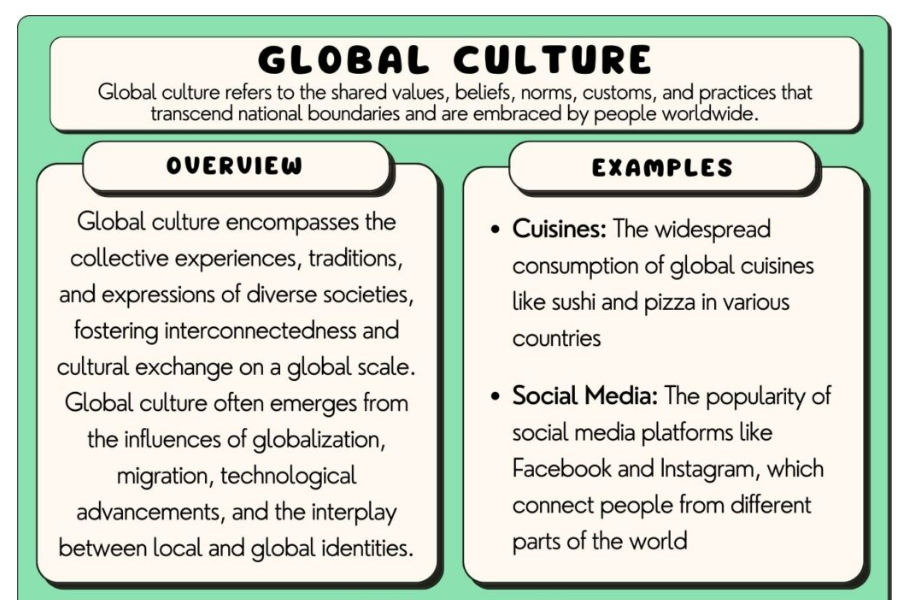 GLOBAL CULTURE
Global culture refers to the shared values, beliefs, norms, customs, and practices that
transcend national boundaries and are embraced by people worldwide.
OVERVIEW
Global culture encompasses the
collective experiences, traditions,
and expressions of diverse societies,
fostering interconnectedness and
cultural exchange on a global scale.
Global culture often emerges from
the influences of globalization,
migration, technological
advancements, and the interplay
between local and global identities.
EXAMPLES
• Cuisines: The widespread
consumption of global cuisines
like sushi and pizza in various
countries
• Social Media: The popularity of
social media platforms like
Facebook and Instagram, which
connect people from different
parts of the world